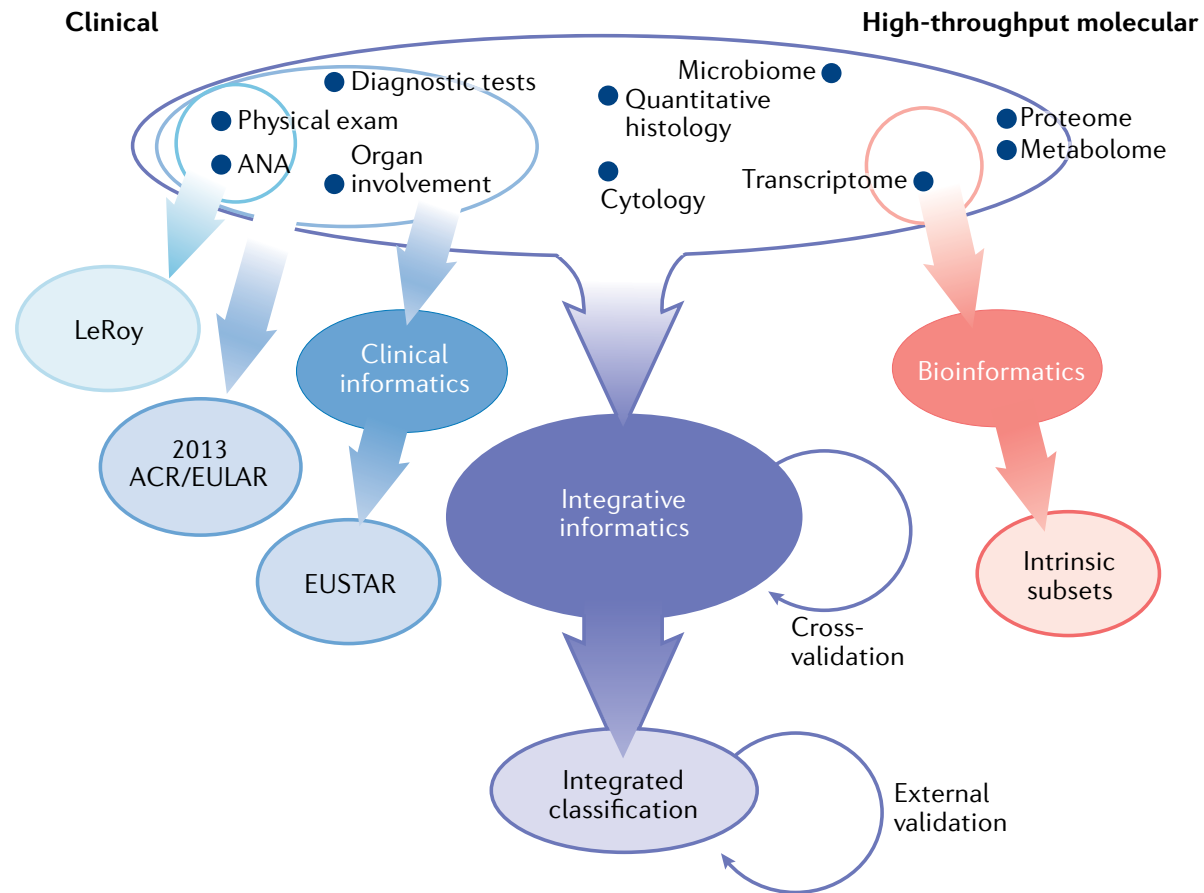 Clinical
High-throughput molecular
Diagnostic tests
Physical exam
ANA
Organ
involvement
Microbiome
Quantitative
histology
Cytology
Proteome
Metabolome
Transcriptome
LeRoy
2013
ACR/EULAR
Clinical
informatics
EUSTAR
Integrative
informatics
Bioinformatics
Intrinsic
subsets
Cross-
validation
Integrated
classification
External
validation